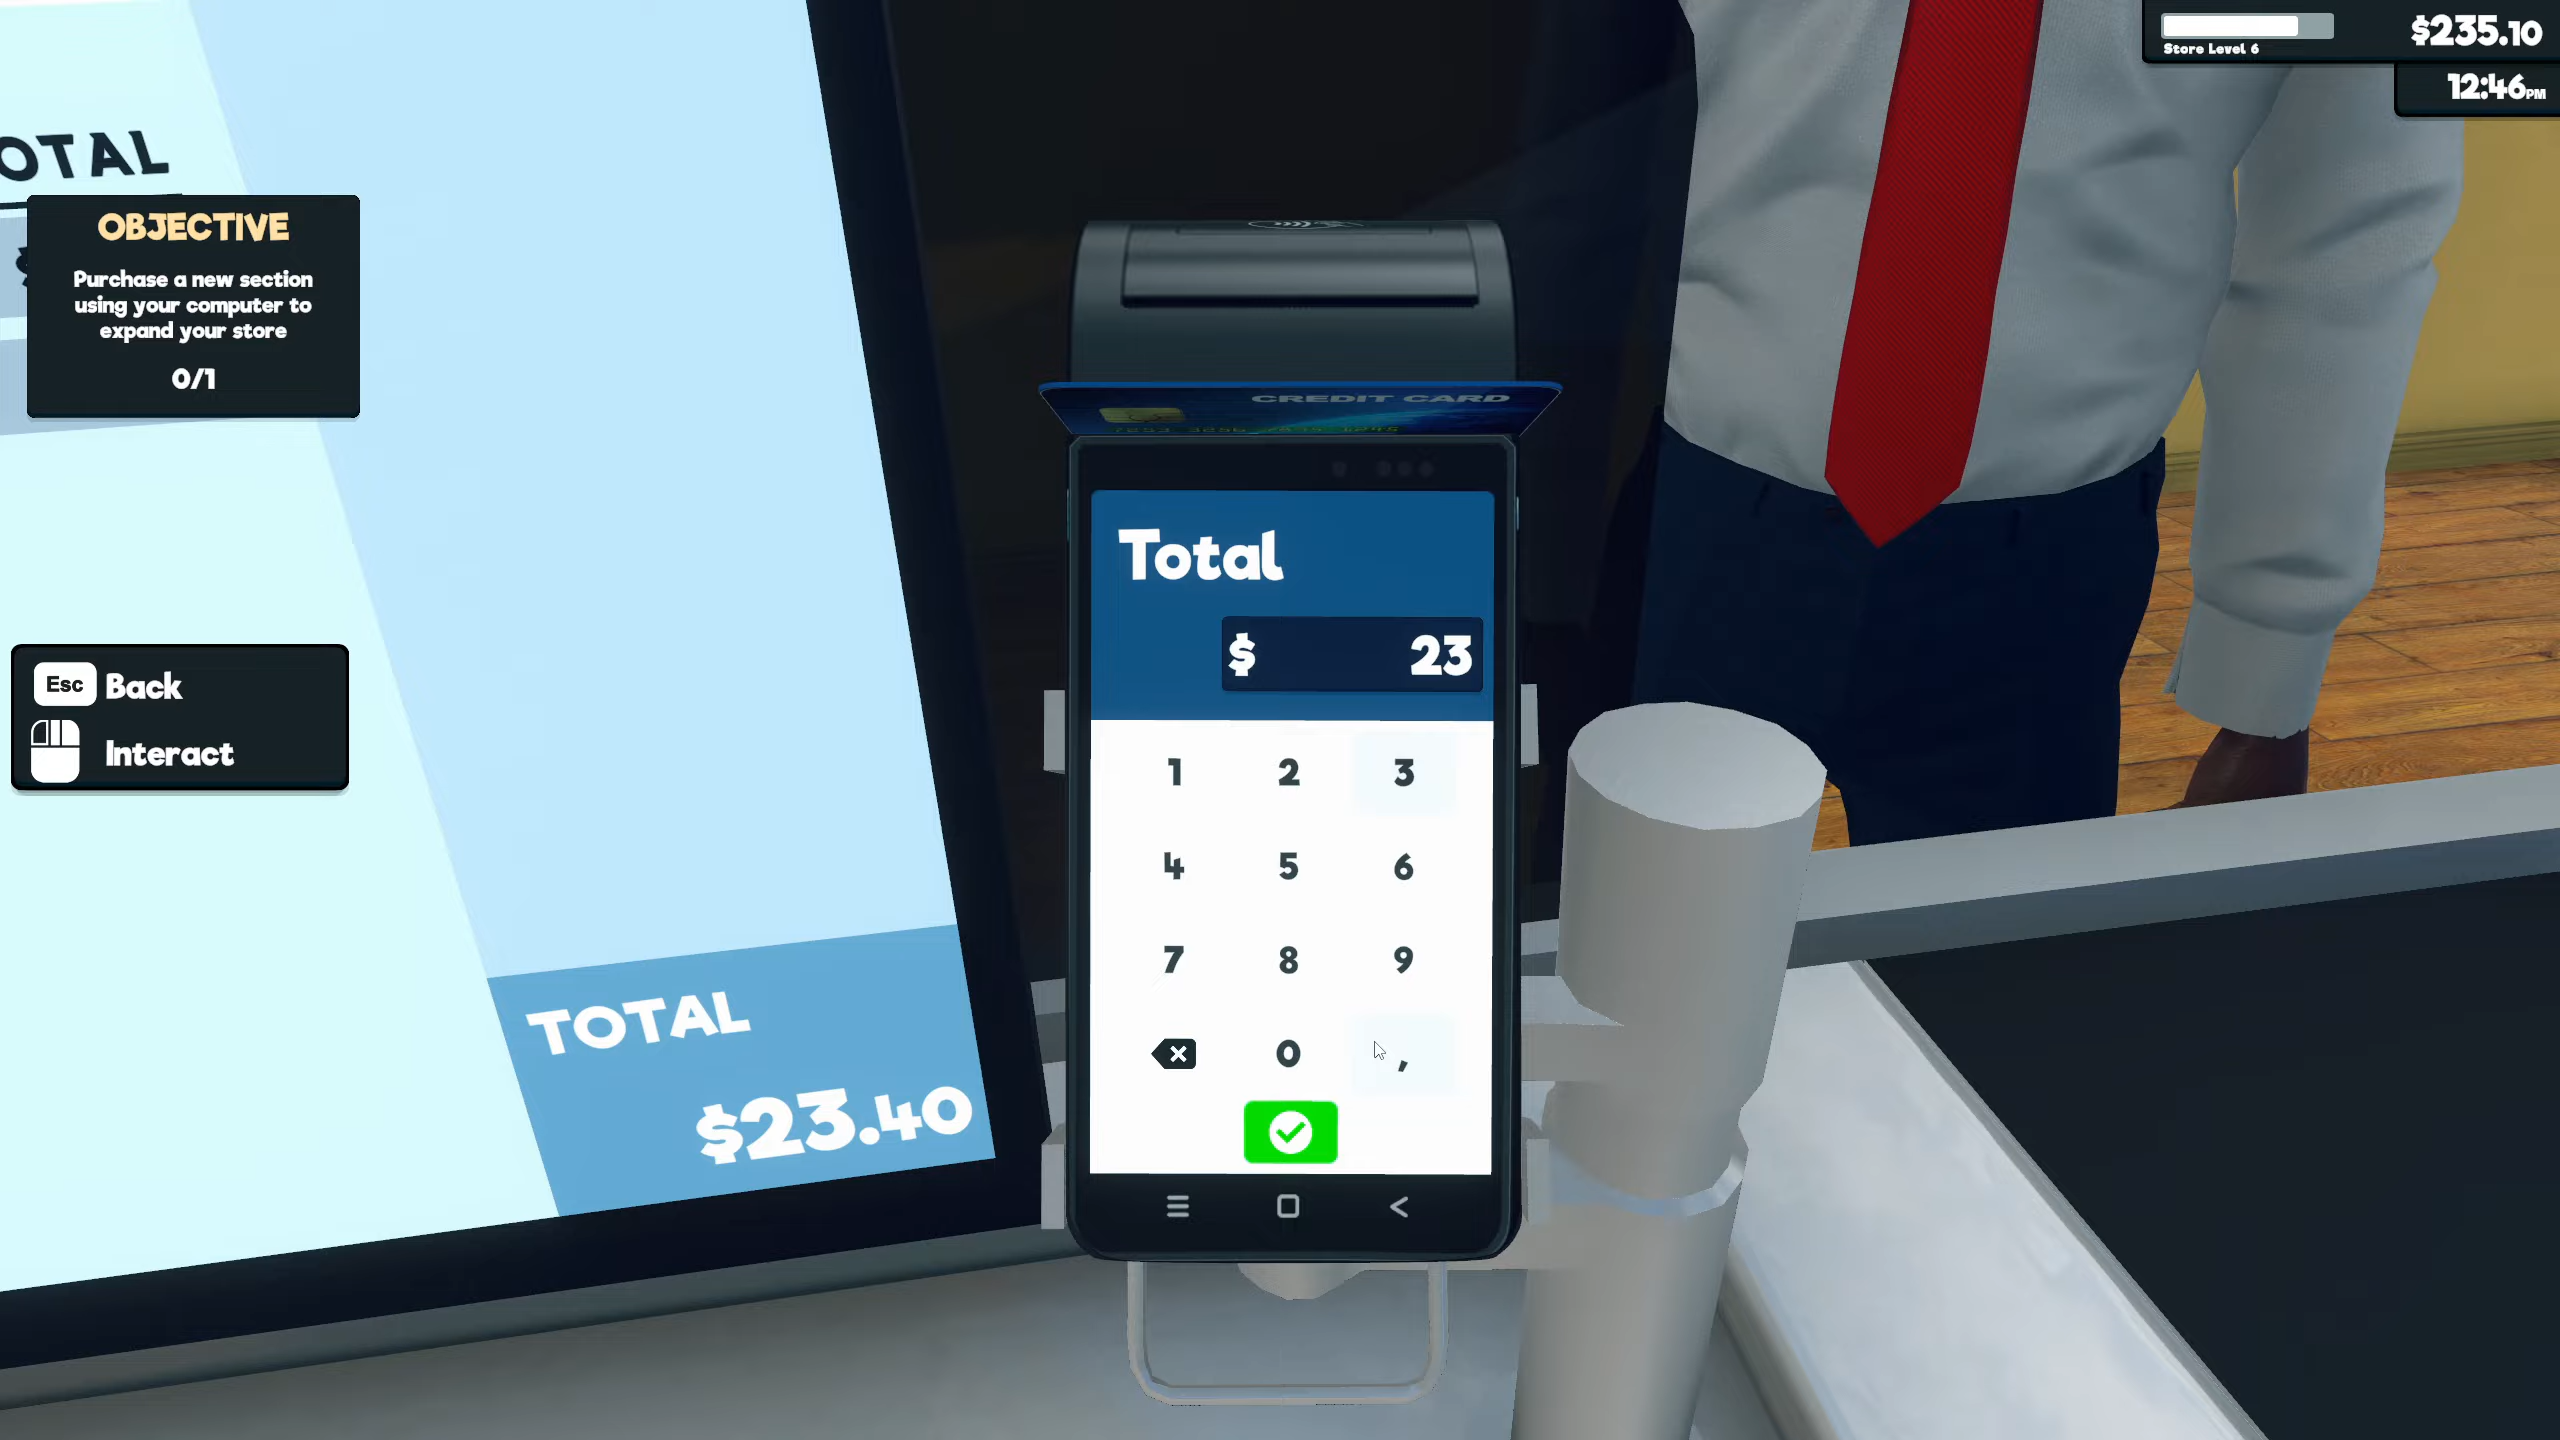 $235.10
Store Level 6
12:46PM
OTAL
OBJECTIVE
Purchase a new section
using your computer to
expand your store
0/1
CREDIT CARD
Total
$ 23
Esc Back
Interact
1 2 3
4 5 6
7 8 9
0 ,
TOTAL
$23.40